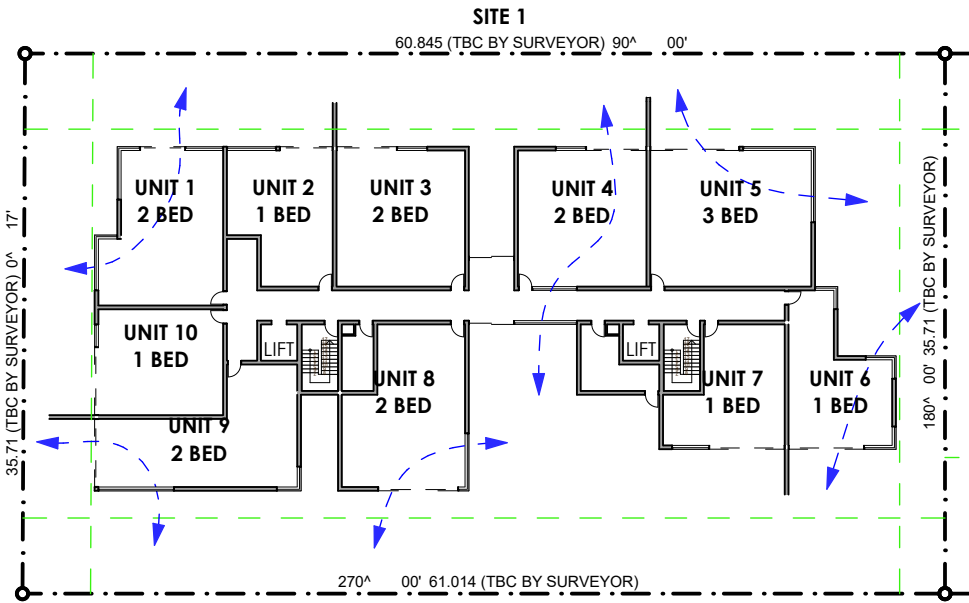 SITE 1
60.845 (TBC BY SURVEYOR) 90^ 00'
35.71 (TBC BY SURVEYOR) 0^ 17'
UNIT 1
2 BED
UNIT 2
1 BED
UNIT 3
2 BED
UNIT 4
2 BED
UNIT 5
3 BED
180^ 00' 35.71 (TBC BY SURVEYOR)
UNIT 10
1 BED
LIFT
LIFT
UNIT 9
2 BED
UNIT 8
2 BED
UNIT 7
1 BED
UNIT 6
1 BED
270^ 00' 61.014 (TBC BY SURVEYOR)